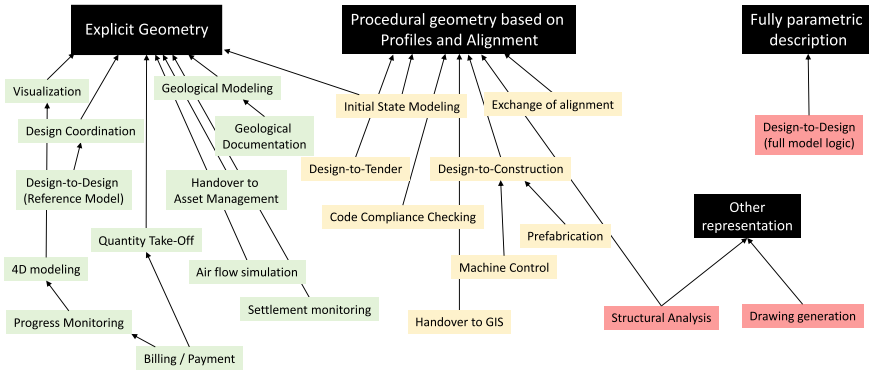 Explicit Geometry
Procedural geometry based on
Profiles and Alignment
Fully parametric
description
Visualization
Geological Modeling
Initial State Modeling
Exchange of alignment
Design Coordination
Geological
Documentation
Design-to-Design
(full model logic)
Design-to-Tender
Design-to-Construction
Design-to-Design
(Reference Model)
Handover to
Asset Management
Code Compliance Checking
Other
representation
Quantity Take-Off
Prefabrication
4D modeling
Air flow simulation
Machine Control
Settlement monitoring
Progress Monitoring
Handover to GIS
Structural Analysis
Drawing generation
Billing / Payment